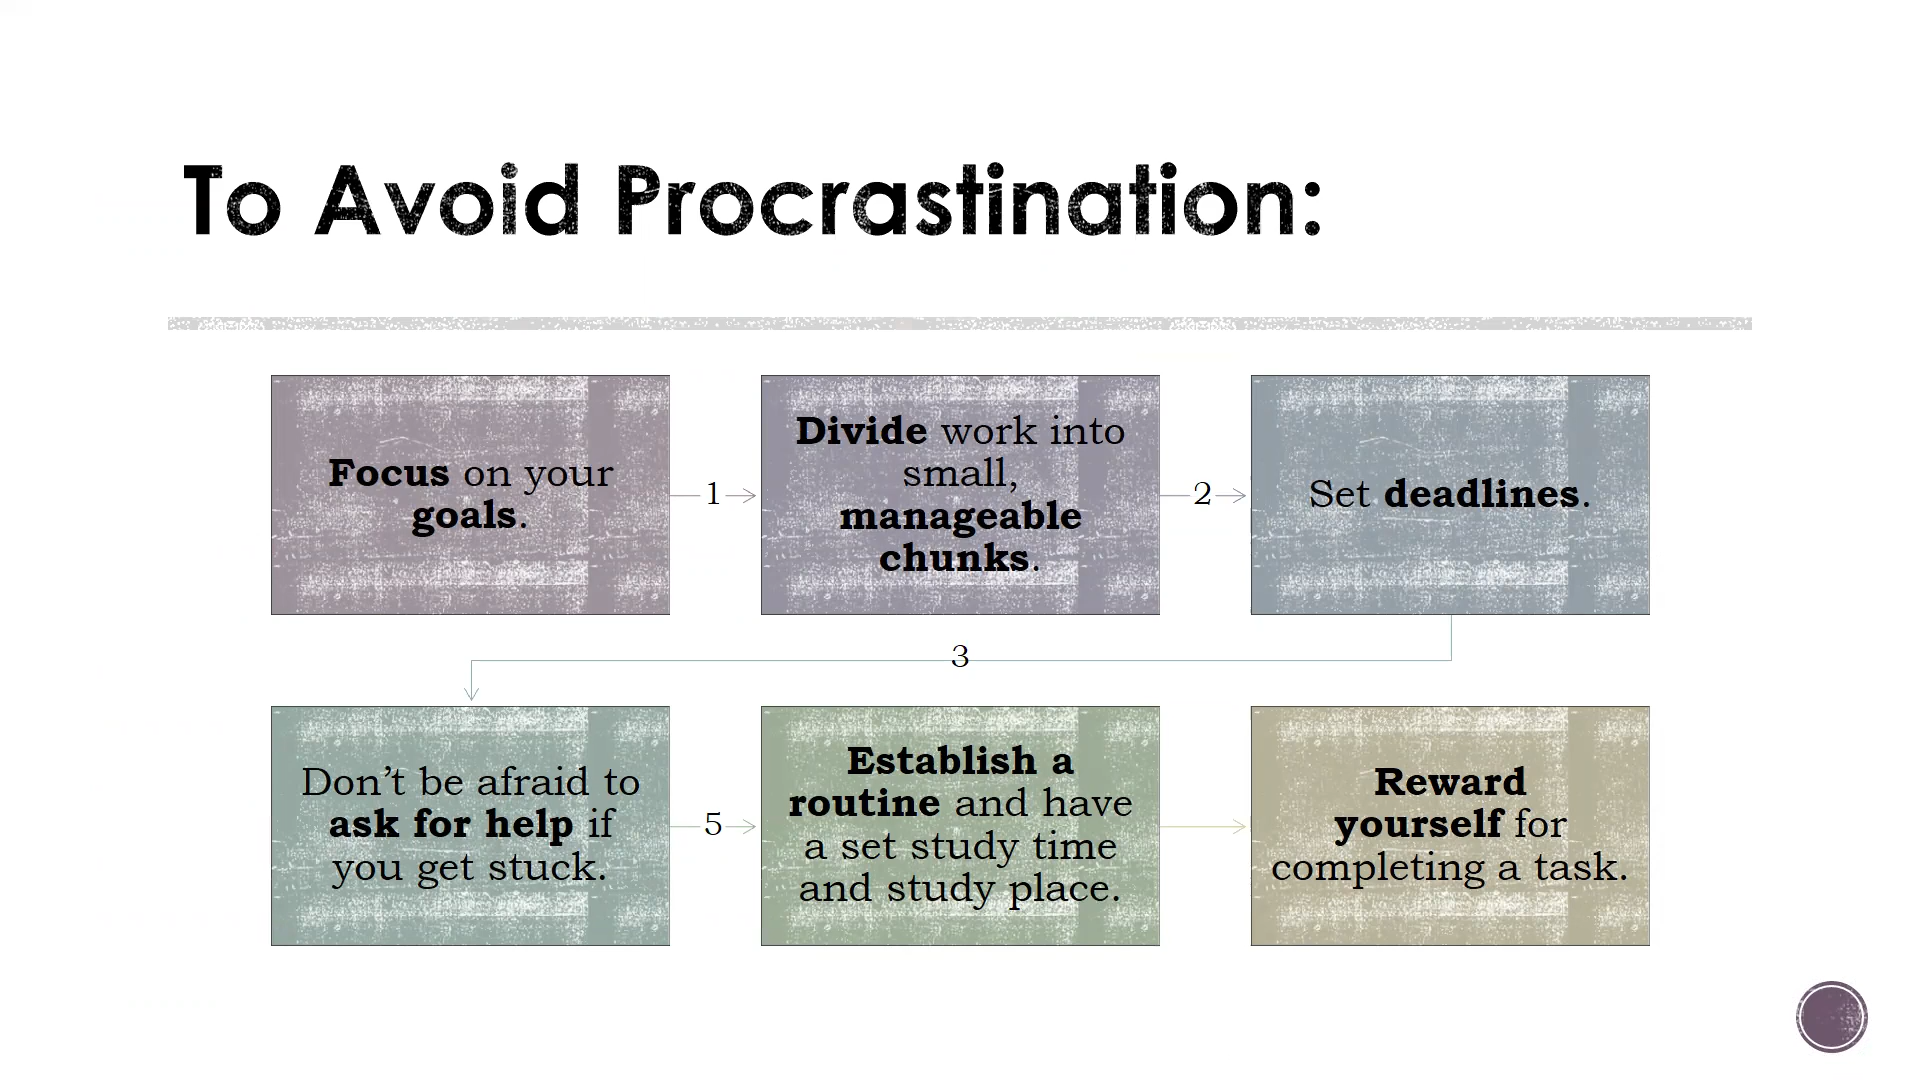 To Avoid Procrastination:
Focus on your
goals.
1
Divide work into
small,
manageable
chunks.
2
Set deadlines.
3
Don’t be afraid to
ask for help if
you get stuck.
5
Establish a
routine and have
a set study time
and study place.
Reward
yourself for
completing a task.